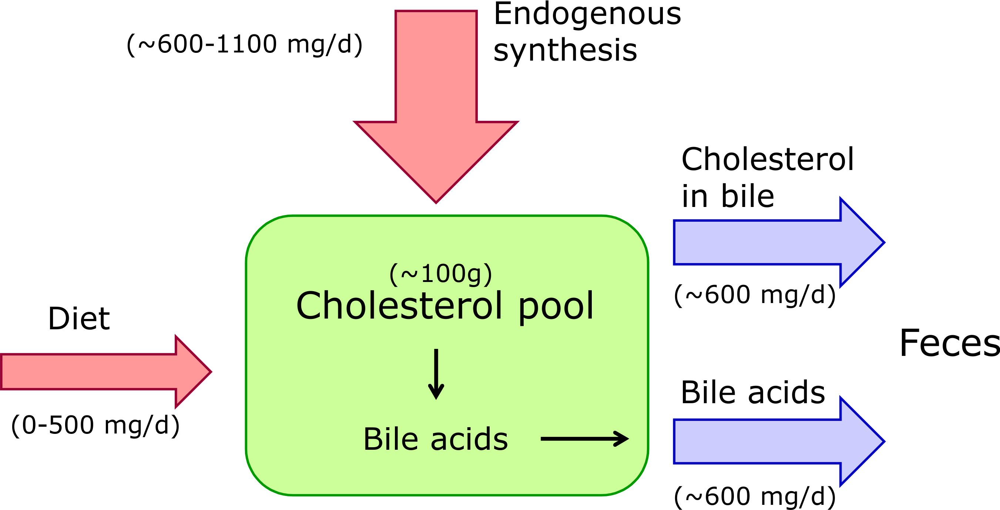 Endogenous
synthesis
(~600-1100 mg/d)
Cholesterol
in bile
(~600 mg/d)
(~100g)
Cholesterol pool
Diet
(0-500 mg/d)
Feces
Bile acids
Bile acids
(~600 mg/d)